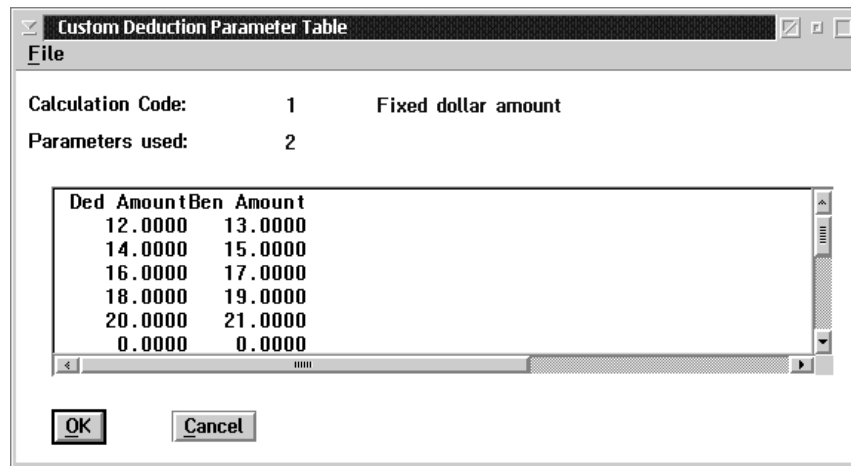 Custom Deduction Parameter Table
File
Calculation Code: 1 Fixed dollar amount
Parameters used: 2
Ded AmountBen Amount
12.0000 13.0000
14.0000 15.0000
16.0000 17.0000
18.0000 19.0000
20.0000 21.0000
0.0000 0.0000
OK Cancel